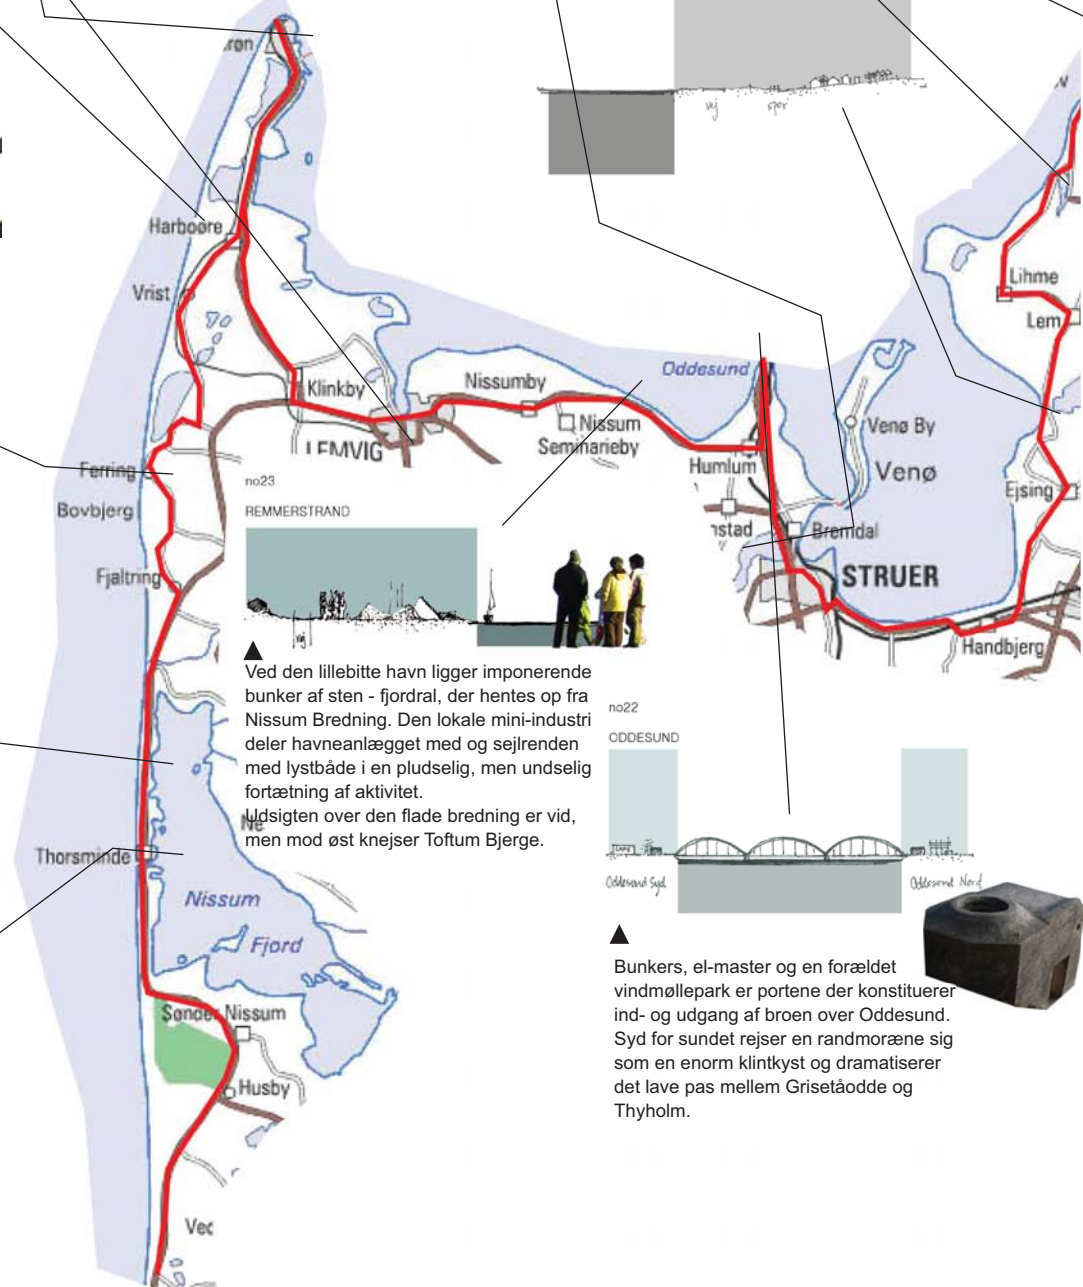 vej
spor
Harboøre
Vrist
Lihme
Lem
Klinkby
Nissumby
Oddesund
LEMVIG
Nissum
Seminarieby
Humlum
Venø By
Venø
Ejsing
Ferring
Bovbjerg
Fjaltring
Bremdal
STRUER
Handbjerg
no23
REMMERSTRAND
vej
Ved den lillebitte havn ligger imponerende
bunker af sten - fjordral, der hentes op fra
Nissum Bredning. Den lokale mini-industri
deler havneanlægget med og sejlrenden
med lystbåde i en pludselig, men undselig
fortætning af aktivitet.
Udsigten over den flade bredning er vid,
men mod øst knejser Toftum Bjerge.
no22
ODDESUND
Oddesund Syd
Oddesund Nord
Bunkers, el-master og en forældet
vindmøllepark er portene der konstituerer
ind- og udgang af broen over Oddesund.
Syd for sundet rejser en randmoræne sig
som en enorm klintkyst og dramatiserer
det lave pas mellem Grisetåodde og
Thyholm.
Thorsminde
Nissum
Fjord
Sønder Nissum
Husby